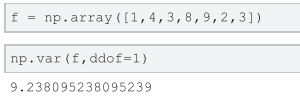 f = np.array([1,4,3,8,9,2,3])
np.var(f,ddof=1)
9.238095238095239